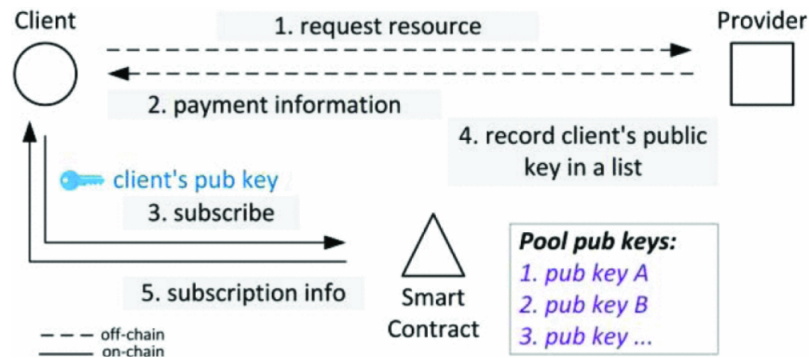 Client
1. request resource
Provider
2. payment information
4. record client's public
key in a list
client's pub key
3. subscribe
5. subscription info
Smart
Contract
Pool pub keys:
1. pub key A
2. pub key B
3. pub key ...
off-chain
on-chain